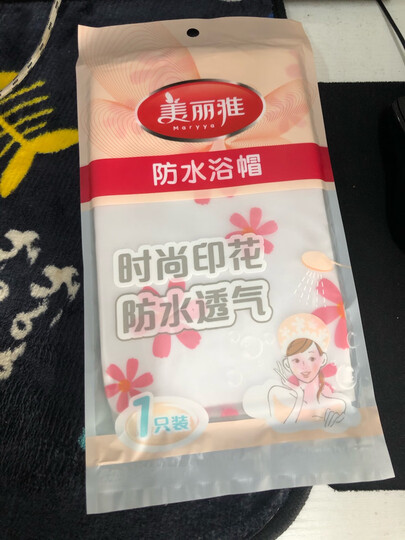 美丽雅
Maryya
防水浴帽
时尚印花
防水透气
1只装